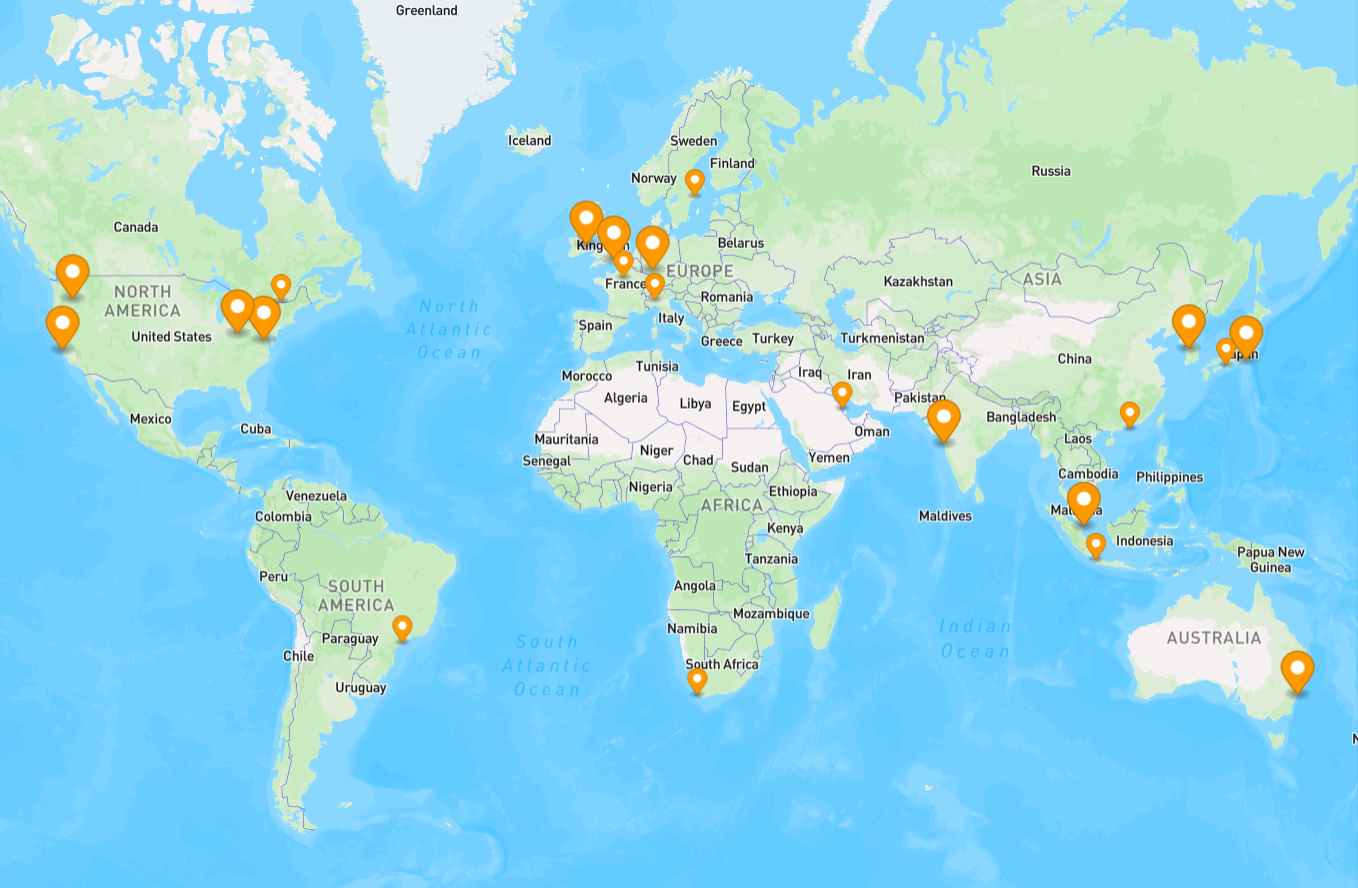 Greenland
Iceland
Sweden
Finland
Norway
Russia
Canada
Belarus
EUROPE
ASIA
France
Kazakhstan
NORTH
AMERICA
North
Atlantic
Ocean
Romania
United States
Italy
Spain
Greece
Turkey
Turkmenistan
China
Tunisia
Morocco
Iraq
Iran
Algeria
Libya
Egypt
Pakistan
Mexico
Cuba
Bangladesh
Mauritania
Oman
Laos
Niger
Chad
Yemen
Senegal
Sudan
Cambodia
Philippines
Nigeria
Ethiopia
Venezuela
AFRICA
Colombia
Maldives
Kenya
Indonesia
Tanzania
Papua New
Guinea
Peru
SOUTH
AMERICA
Angola
Mozambique
Namibia
Paraguay
South
Atlantic
Ocean
Indian
Ocean
AUSTRALIA
Chile
South Africa
Uruguay